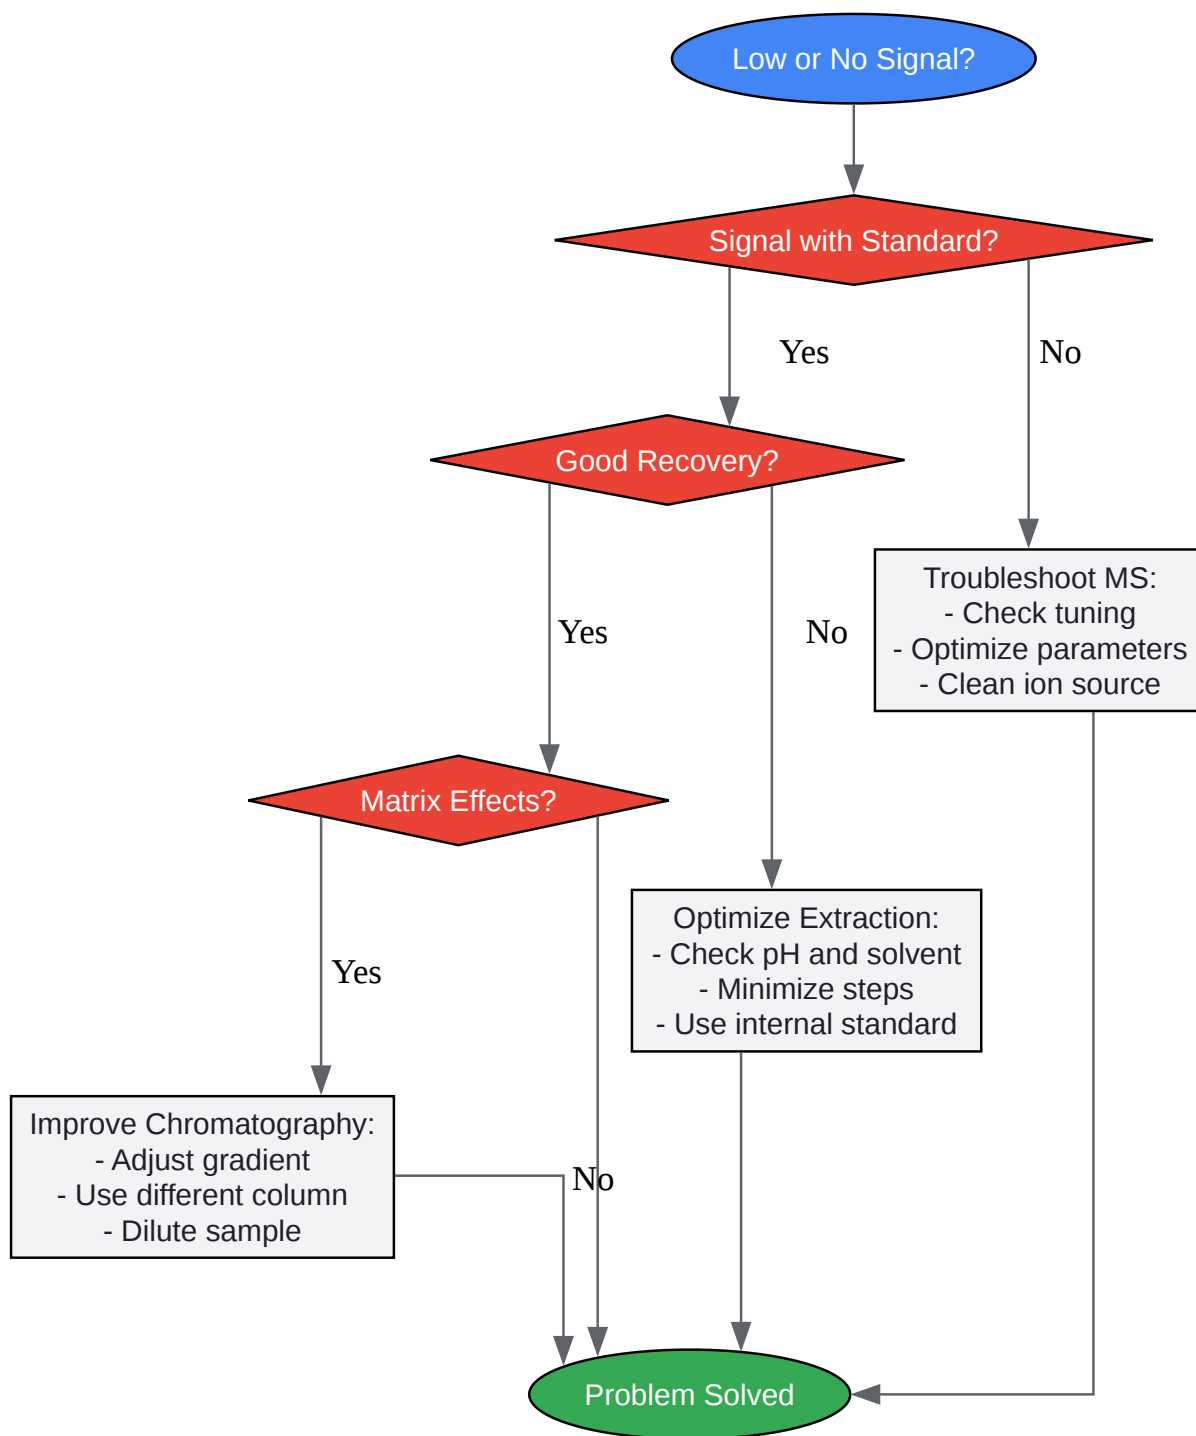 Low or No Signal?
Signal with Standard?
Yes
No
Good Recovery?
Troubleshoot MS:
- Check tuning
- Optimize parameters
- Clean ion source
Yes
No
Matrix Effects?
Optimize Extraction:
- Check pH and solvent
- Minimize steps
- Use internal standard
Yes
Improve Chromatography:
- Adjust gradient
- Use different column
- Dilute sample
No
Problem Solved